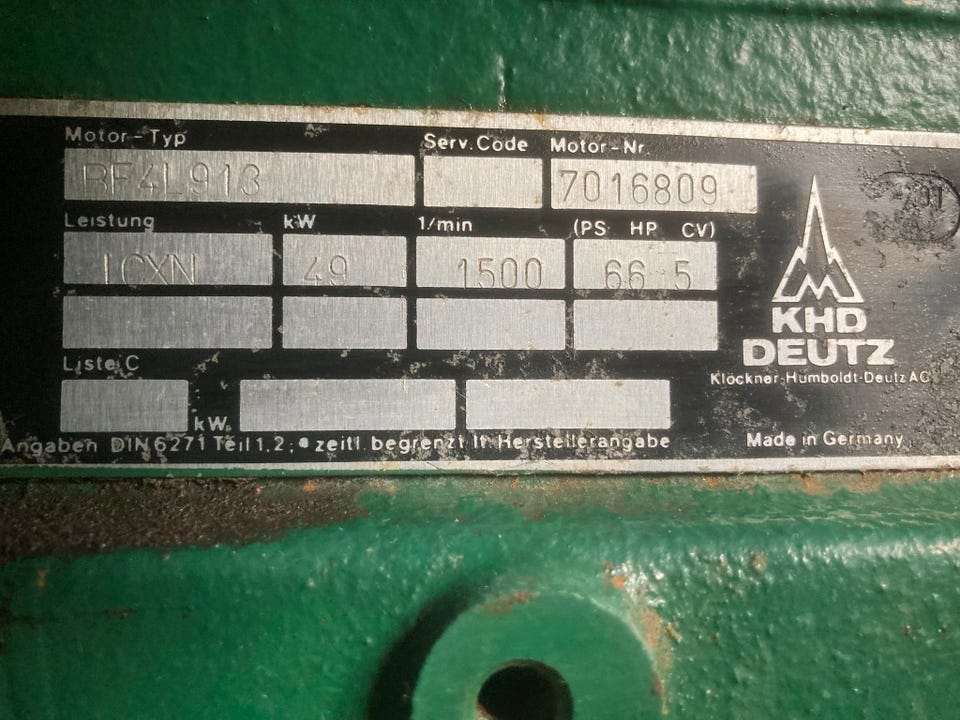 Motor-Typ Serv.Code Motor-Nr.
BF4L913 7016809
Leistung kW 1/min (PS HP CV)
ICXN 49 1500 66 5
Liste C
kW
KHD
DEUTZ
Klöckner-Humboldt-Deutz AG
Angaben DIN 6271 Teil 1, 2; zeitl. begrenzt lt. Herstellerangabe Made in Germany